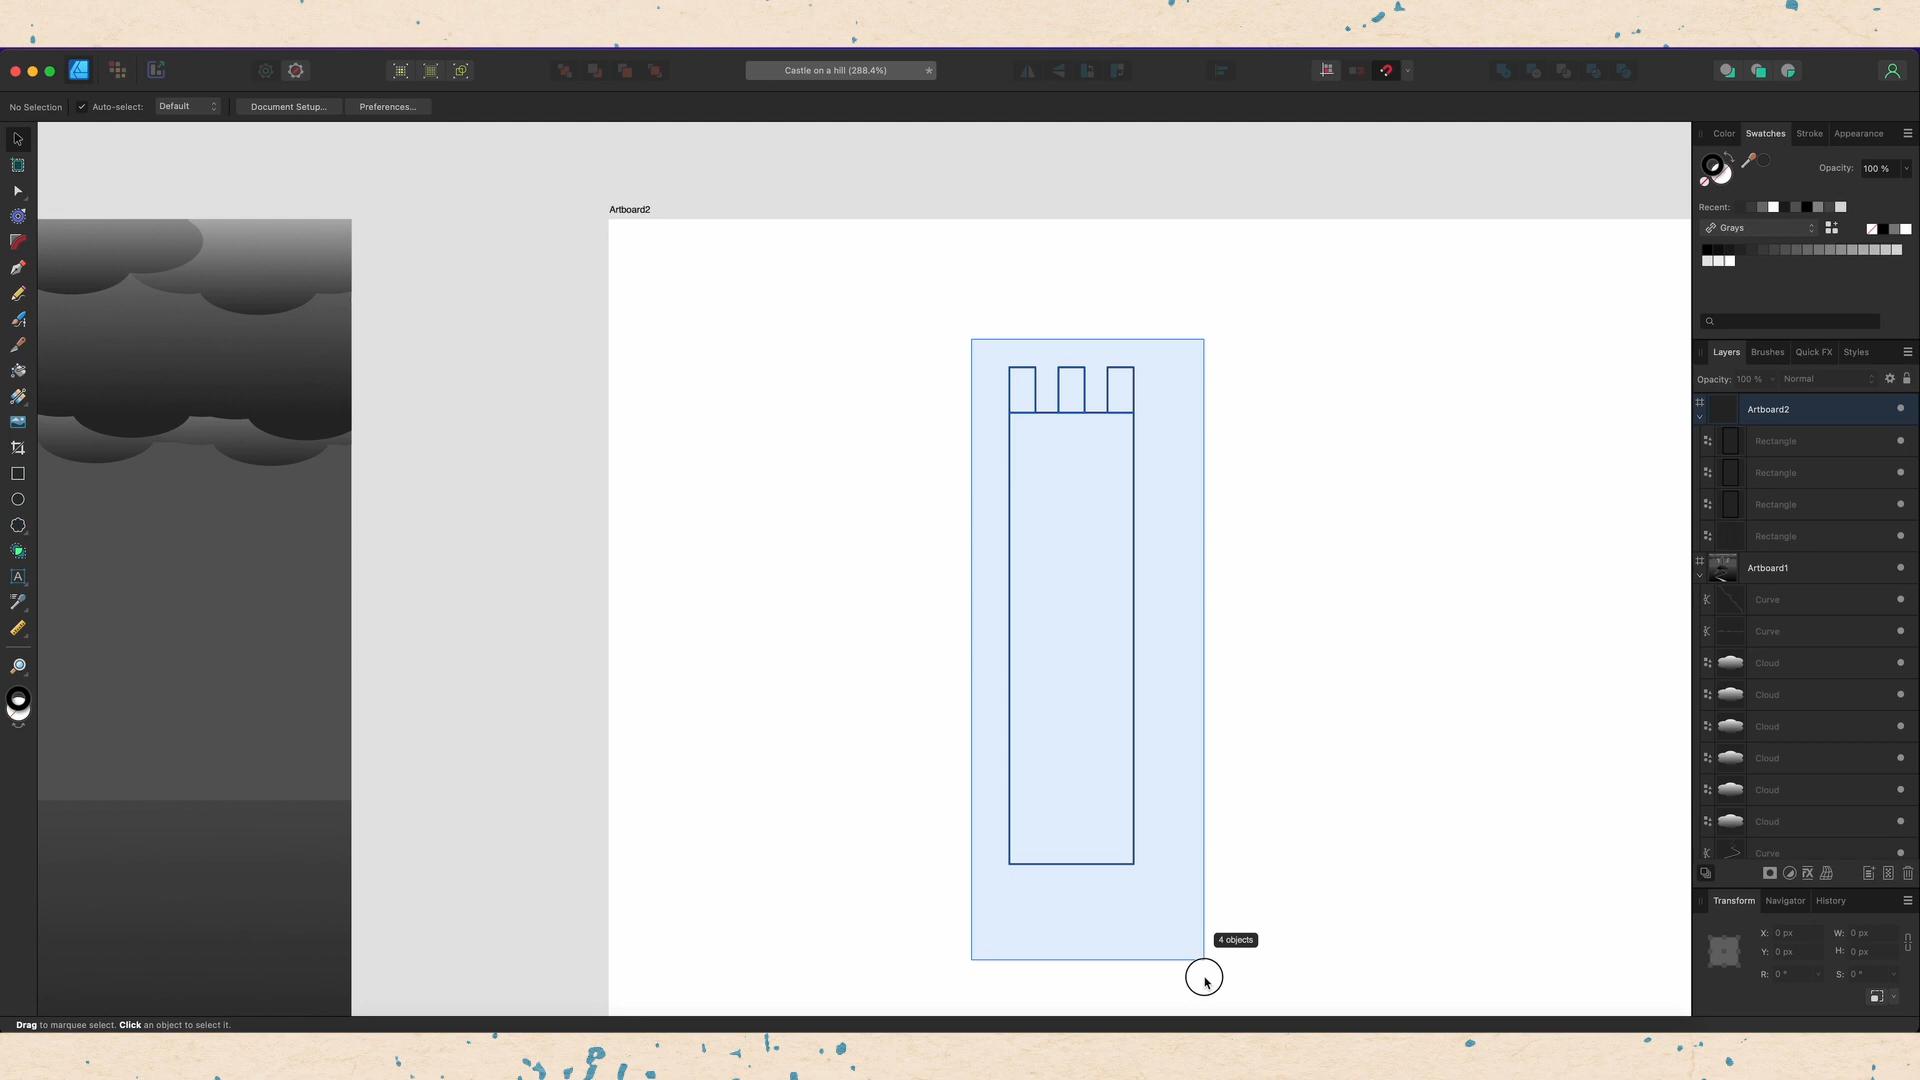 Castle on a hill (288.4%)
No Selection
Auto-select:
Default
Document Setup...
Preferences...
Color
Swatches
Stroke
Appearance
Opacity:
100 %
Recent:
Grays
Artboard2
Layers
Brushes
Quick FX
Styles
Opacity:
100 %
Normal
Artboard2
Rectangle
Rectangle
Rectangle
Rectangle
Artboard1
Curve
Curve
Cloud
Cloud
Cloud
Cloud
Cloud
Cloud
Curve
Transform
Navigator
History
X:
0 px
W:
0 px
Y:
0 px
H:
0 px
R:
0 °
S:
0 °
4 objects
Drag to marquee select. Click an object to select it.